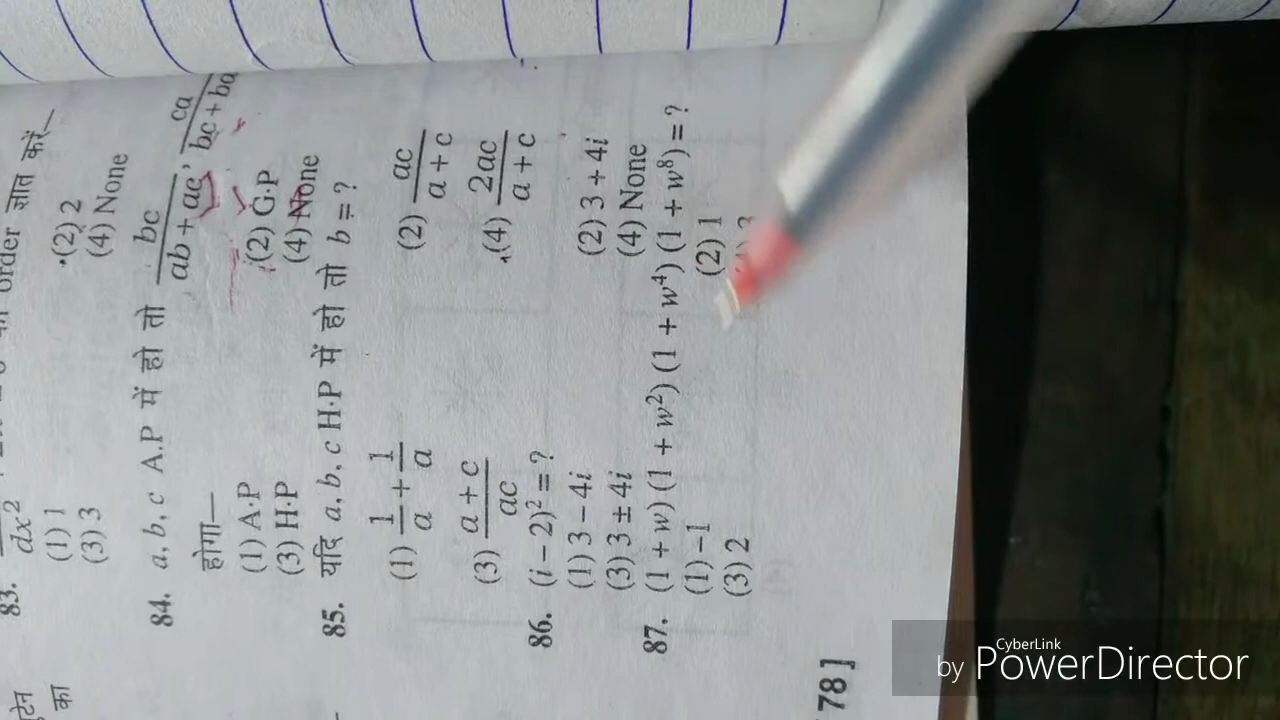 order ज्ञात करें—
83. dx²
(1) 1 (2) 2
(3) 3 (4) None
84. a, b, c A.P में हो तो bc/(ab + ac), ca/(bc + ba
होगा—
(1) A·P (2) G·P
(3) H·P (4) None
85. यदि a, b, c H·P में हो तो b = ?
(1) 1/a + 1/a (2) ac/(a + c)
(3) (a + c)/ac (4) 2ac/(a + c)
86. (i – 2)² = ?
(1) 3 – 4i (2) 3 + 4i
(3) 3 ± 4i (4) None
87. (1 + w) (1 + w²) (1 + w⁴) (1 + w⁸) = ?
(1) –1 (2) 1
(3) 2
78]
का
CyberLink
by PowerDirector